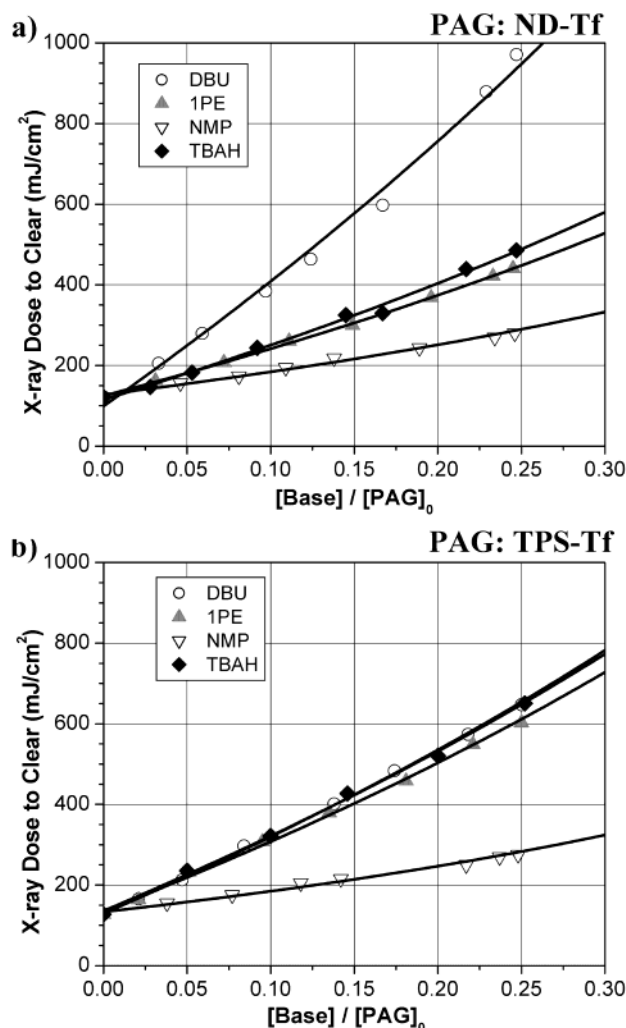 a)
PAG: ND-Tf
X-ray Dose to Clear (mJ/cm²)
1000
800
600
400
200
0
DBU
1PE
NMP
TBAH
0.00 0.05 0.10 0.15 0.20 0.25 0.30
[Base] / [PAG]₀
b)
PAG: TPS-Tf
X-ray Dose to Clear (mJ/cm²)
1000
800
600
400
200
0
DBU
1PE
NMP
TBAH
0.00 0.05 0.10 0.15 0.20 0.25 0.30
[Base] / [PAG]₀